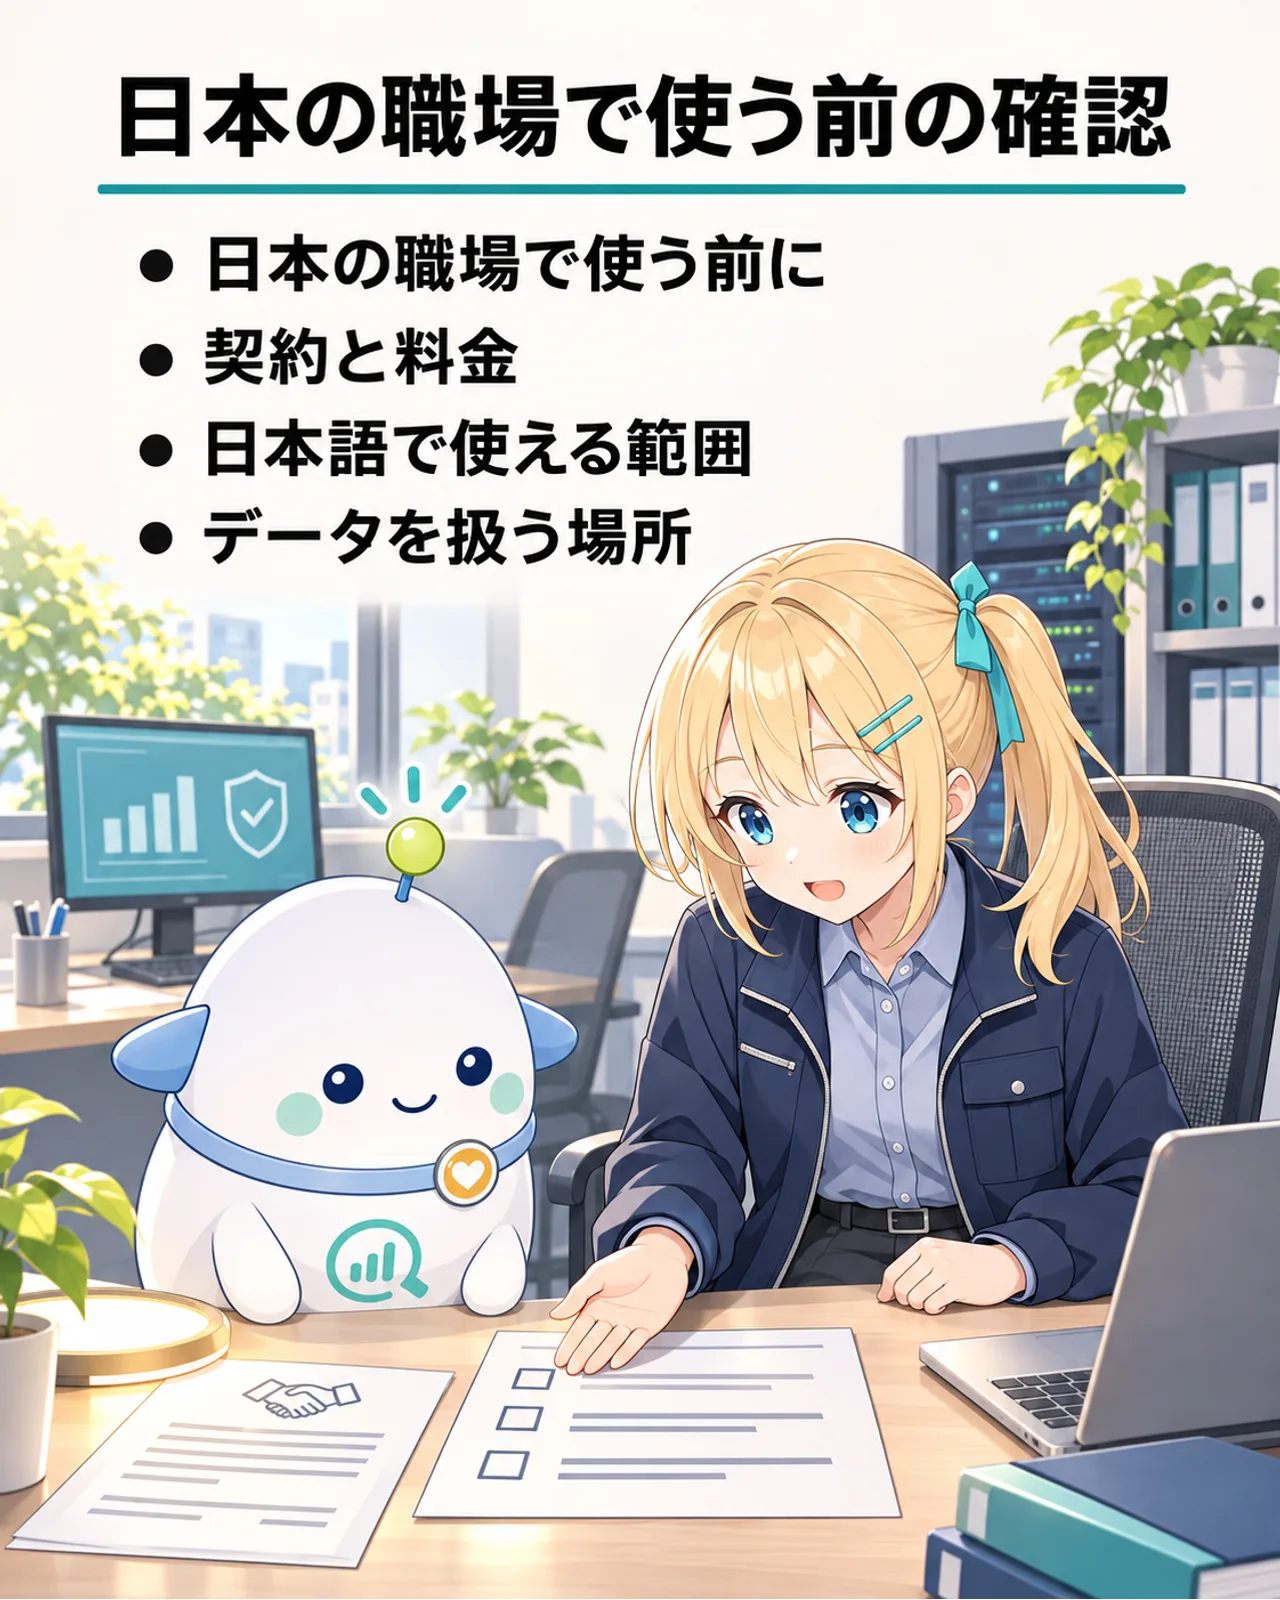 日本の職場で使う前の確認
● 日本の職場で使う前に
● 契約と料金
● 日本語で使える範囲
● データを扱う場所